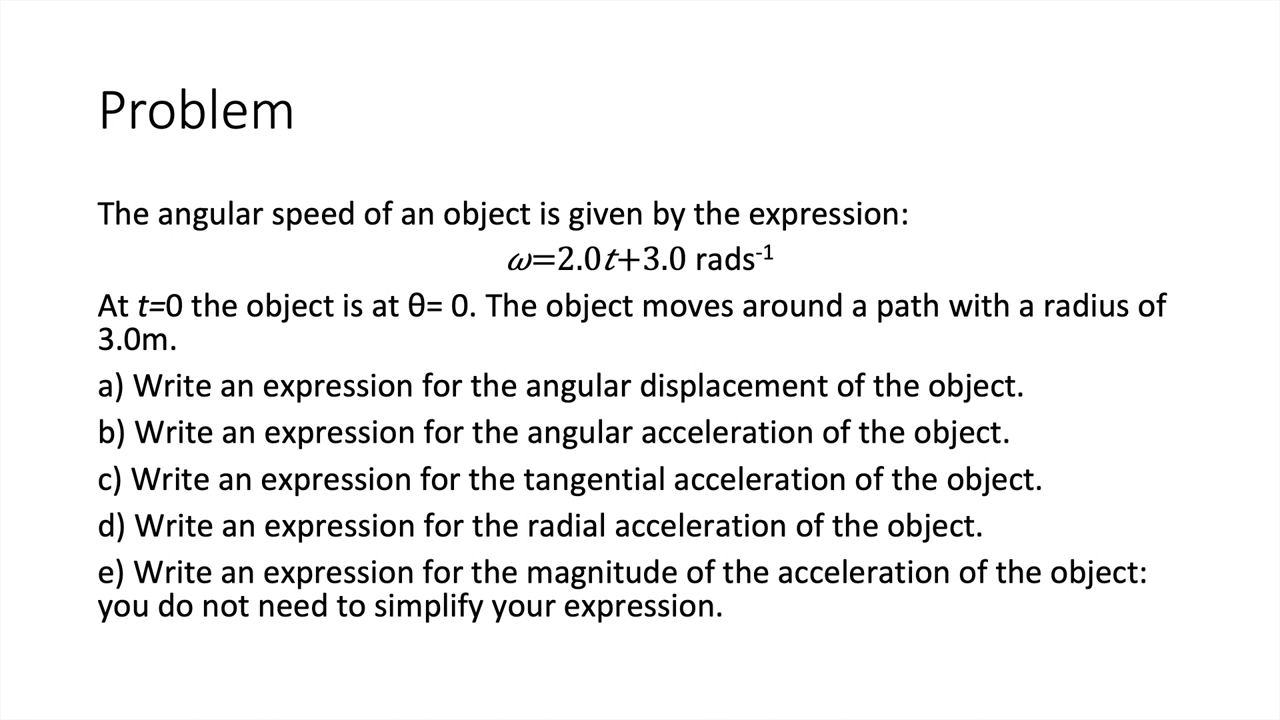 Problem
The angular speed of an object is given by the expression:
ω=2.0t+3.0 rads⁻¹
At t=0 the object is at θ= 0. The object moves around a path with a radius of
3.0m.
a) Write an expression for the angular displacement of the object.
b) Write an expression for the angular acceleration of the object.
c) Write an expression for the tangential acceleration of the object.
d) Write an expression for the radial acceleration of the object.
e) Write an expression for the magnitude of the acceleration of the object:
you do not need to simplify your expression.